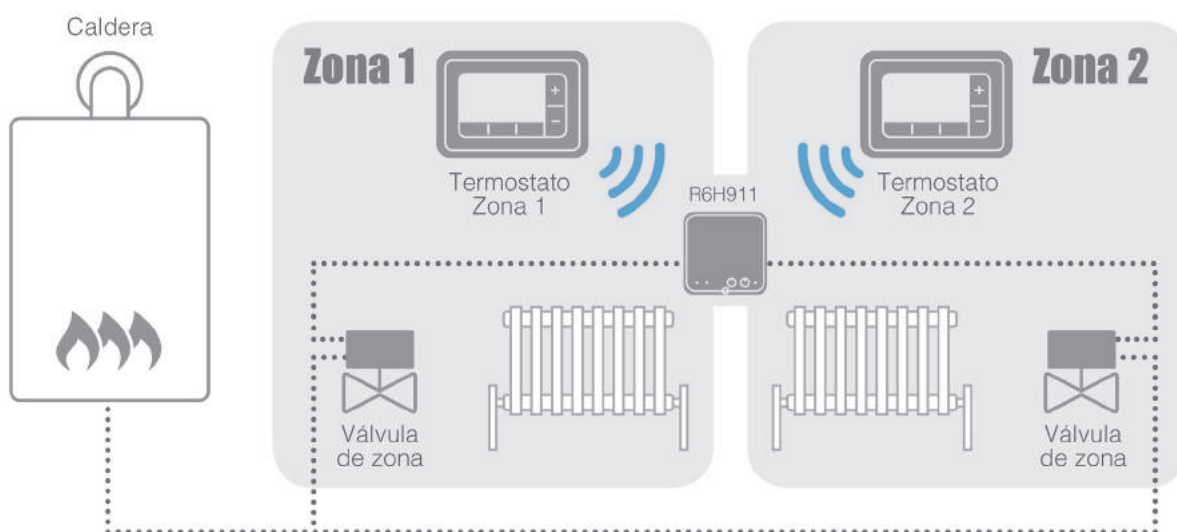 Caldera
Zona 1
Termostato
Zona 1
R6H911
Zona 2
Termostato
Zona 2
Válvula
de zona
Válvula
de zona